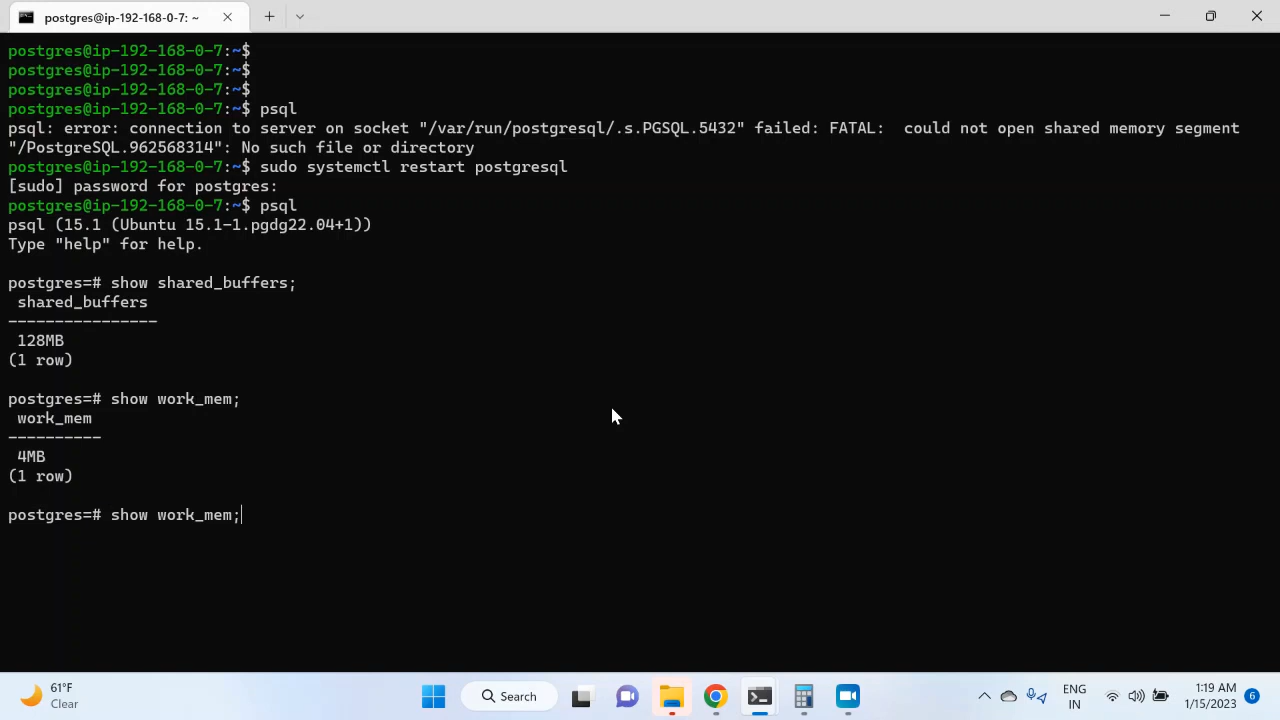 postgres@ip-192-168-0-7: ~
postgres@ip-192-168-0-7:~$
postgres@ip-192-168-0-7:~$
postgres@ip-192-168-0-7:~$
postgres@ip-192-168-0-7:~$ psql
psql: error: connection to server on socket "/var/run/postgresql/.s.PGSQL.5432" failed: FATAL:  could not open shared memory segment
"/PostgreSQL.962568314": No such file or directory
postgres@ip-192-168-0-7:~$ sudo systemctl restart postgresql
[sudo] password for postgres:
postgres@ip-192-168-0-7:~$ psql
psql (15.1 (Ubuntu 15.1-1.pgdg22.04+1))
Type "help" for help.
postgres=# show shared_buffers;
shared_buffers
----------------
128MB
(1 row)
postgres=# show work_mem;
work_mem
----------
4MB
(1 row)
postgres=# show work_mem;
61°F
Clear
Search
ENG
IN
1:19 AM
1/15/2023
6